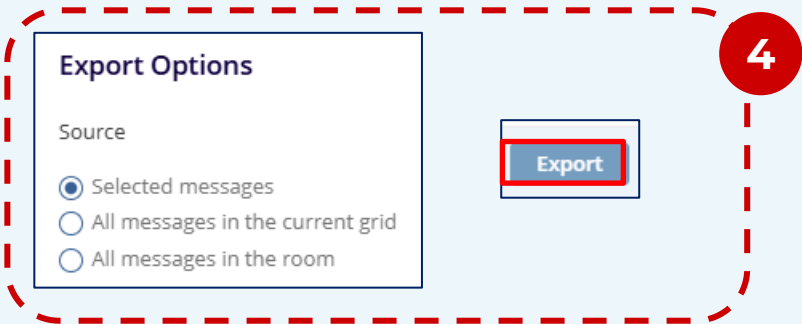 4
Export Options
Source
Selected messages
All messages in the current grid
All messages in the room
Export